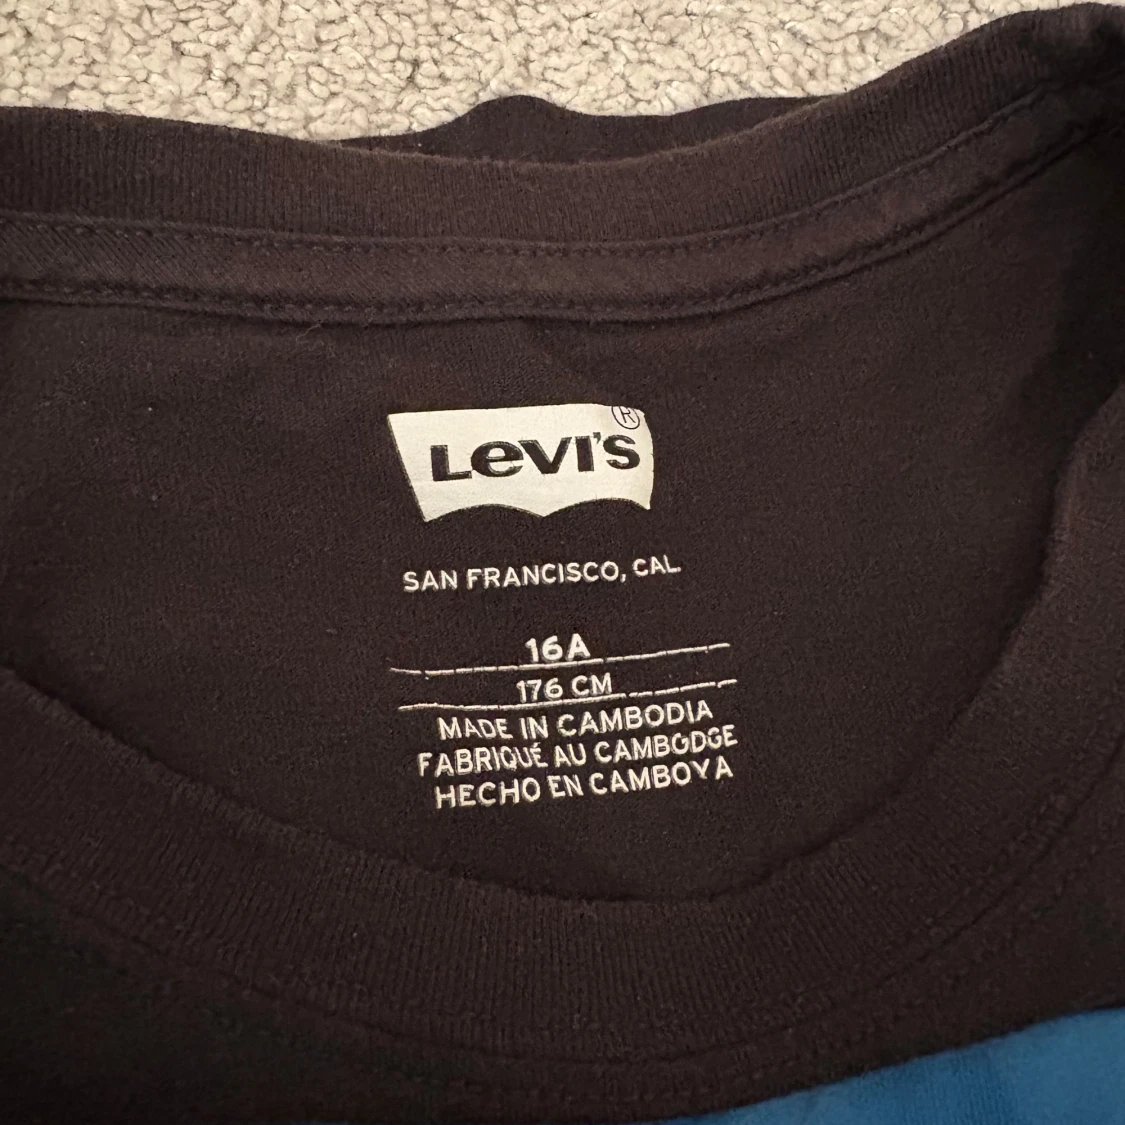 LEVI'S®
SAN FRANCISCO, CAL.
16A
176 CM
MADE IN CAMBODIA
FABRIQUÉ AU CAMBODGE
HECHO EN CAMBOYA